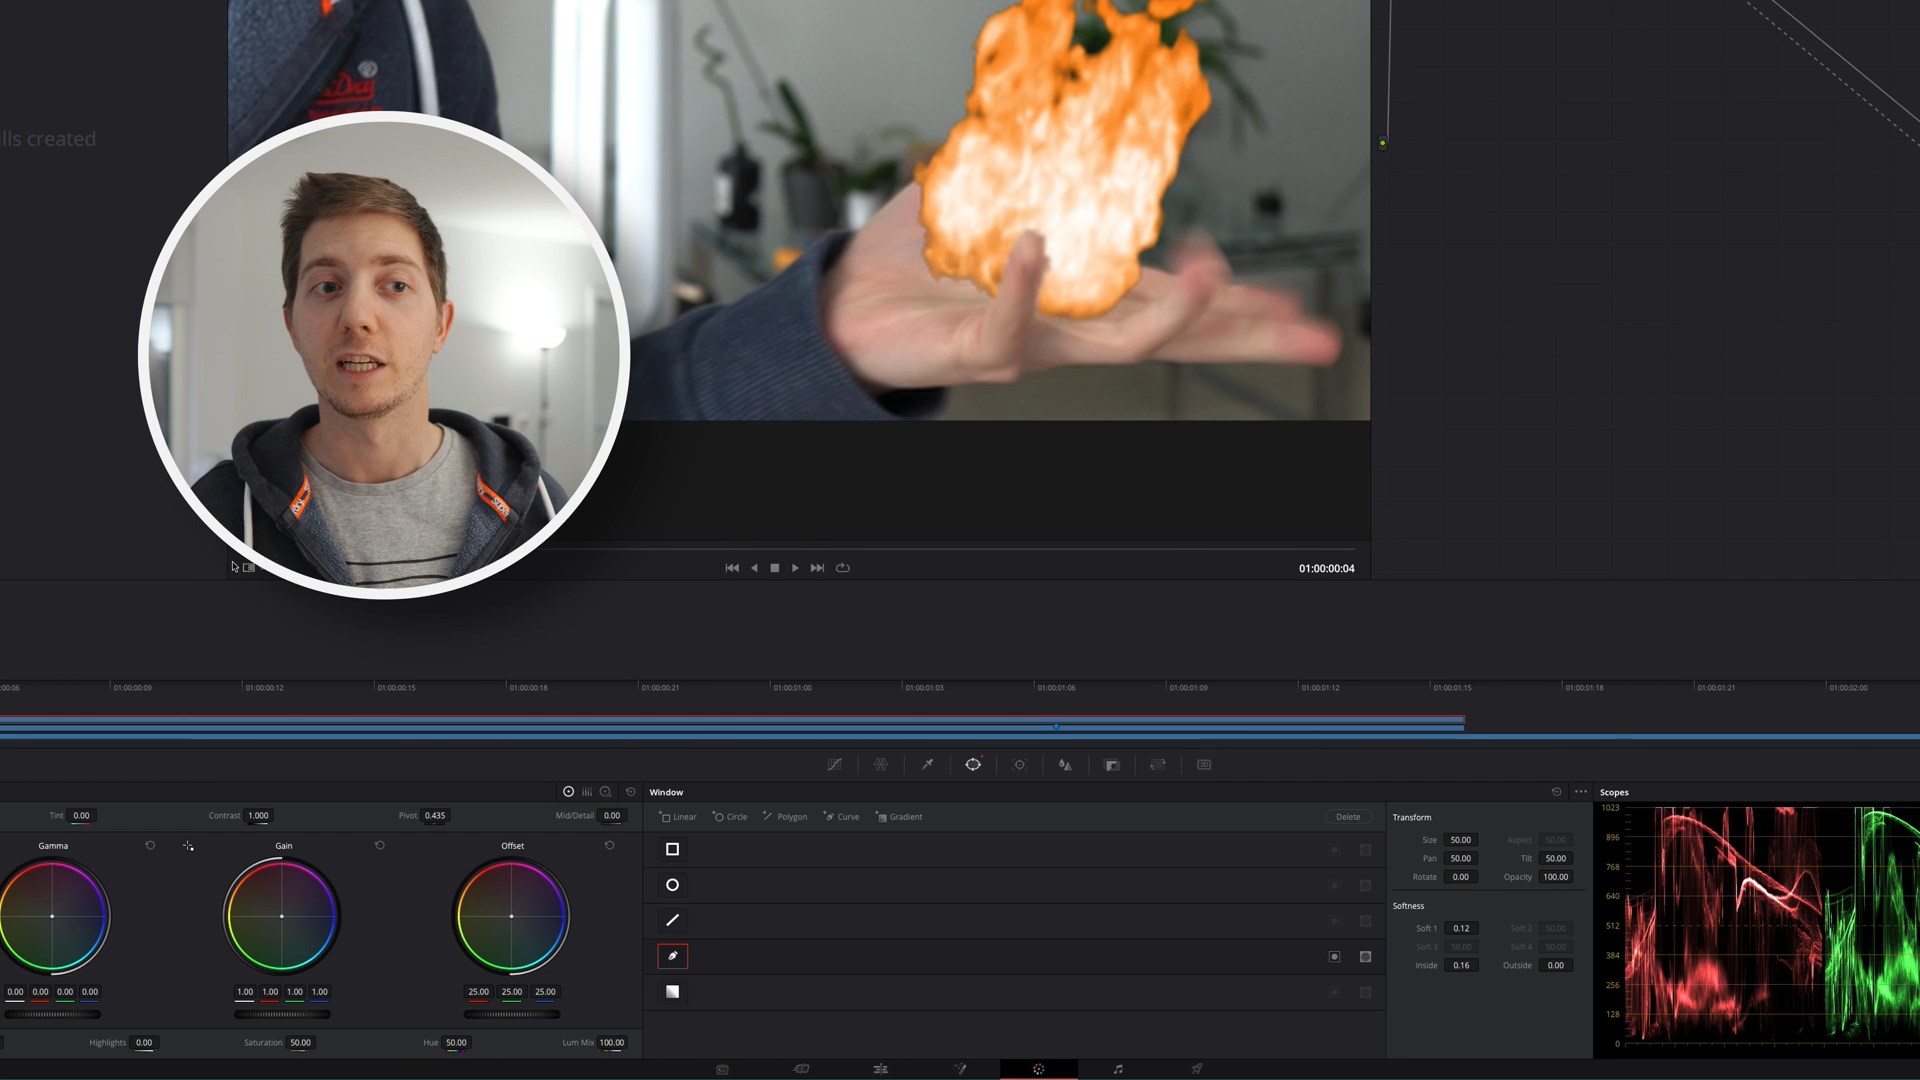 lls created
Dry
01:00:00:04
:00:06
01:00:00:09
01:00:00:12
01:00:00:15
01:00:00:18
01:00:00:21
01:00:01:00
01:00:01:03
01:00:01:06
01:00:01:09
01:00:01:12
01:00:01:15
01:00:01:18
01:00:01:21
01:00:02:00
3D
Tint 0.00
Contrast 1.000
Pivot 0.435
Mid/Detail 0.00
Gamma
Gain
Offset
0.00 0.00 0.00 0.00
1.00 1.00 1.00 1.00
25.00 25.00 25.00
Highlights 0.00
Saturation 50.00
Hue 50.00
Lum Mix 100.00
Window
Linear
Circle
Polygon
Curve
Gradient
Delete
Transform
Size 50.00 Aspect 50.00
Pan 50.00 Tilt 50.00
Rotate 0.00 Opacity 100.00
Softness
Soft 1 0.12 Soft 2 50.00
Soft 3 50.00 Soft 4 50.00
Inside 0.16 Outside 0.00
Scopes
1023
896
768
640
512
384
256
128
0